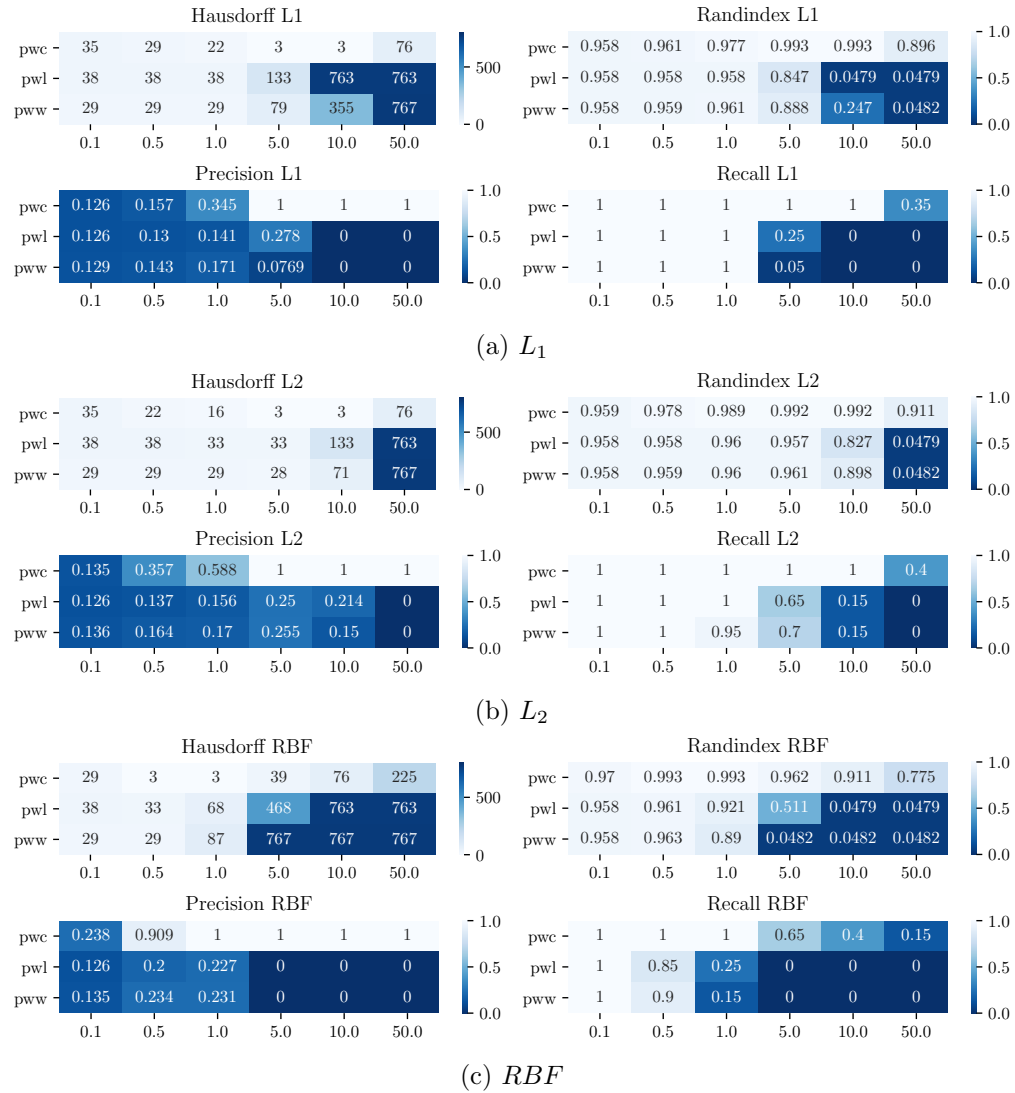 Hausdorff L1
pwc 35 29 22 3 3 76
pwl 38 38 38 133 763 763
pww 29 29 29 79 355 767
0.1 0.5 1.0 5.0 10.0 50.0
500
0
Randindex L1
pwc 0.958 0.961 0.977 0.993 0.993 0.896
pwl 0.958 0.958 0.958 0.847 0.0479 0.0479
pww 0.958 0.959 0.961 0.888 0.247 0.0482
0.1 0.5 1.0 5.0 10.0 50.0
1.0
0.5
0.0
Precision L1
pwc 0.126 0.157 0.345 1 1 1
pwl 0.126 0.13 0.141 0.278 0 0
pww 0.129 0.143 0.171 0.0769 0 0
0.1 0.5 1.0 5.0 10.0 50.0
1.0
0.5
0.0
Recall L1
pwc 1 1 1 1 1 0.35
pwl 1 1 1 0.25 0 0
pww 1 1 1 0.05 0 0
0.1 0.5 1.0 5.0 10.0 50.0
1.0
0.5
0.0
(a) L₁
Hausdorff L2
pwc 35 22 16 3 3 76
pwl 38 38 33 33 133 763
pww 29 29 29 28 71 767
0.1 0.5 1.0 5.0 10.0 50.0
500
0
Randindex L2
pwc 0.959 0.978 0.989 0.992 0.992 0.911
pwl 0.958 0.958 0.96 0.957 0.827 0.0479
pww 0.958 0.959 0.96 0.961 0.898 0.0482
0.1 0.5 1.0 5.0 10.0 50.0
1.0
0.5
0.0
Precision L2
pwc 0.135 0.357 0.588 1 1 1
pwl 0.126 0.137 0.156 0.25 0.214 0
pww 0.136 0.164 0.17 0.255 0.15 0
0.1 0.5 1.0 5.0 10.0 50.0
1.0
0.5
0.0
Recall L2
pwc 1 1 1 1 1 0.4
pwl 1 1 1 0.65 0.15 0
pww 1 1 0.95 0.7 0.15 0
0.1 0.5 1.0 5.0 10.0 50.0
1.0
0.5
0.0
(b) L₂
Hausdorff RBF
pwc 29 3 3 39 76 225
pwl 38 33 68 468 763 763
pww 29 29 87 767 767 767
0.1 0.5 1.0 5.0 10.0 50.0
500
0
Randindex RBF
pwc 0.97 0.993 0.993 0.962 0.911 0.775
pwl 0.958 0.961 0.921 0.511 0.0479 0.0479
pww 0.958 0.963 0.89 0.0482 0.0482 0.0482
0.1 0.5 1.0 5.0 10.0 50.0
1.0
0.5
0.0
Precision RBF
pwc 0.238 0.909 1 1 1 1
pwl 0.126 0.2 0.227 0 0 0
pww 0.135 0.234 0.231 0 0 0
0.1 0.5 1.0 5.0 10.0 50.0
1.0
0.5
0.0
Recall RBF
pwc 1 1 1 0.65 0.4 0.15
pwl 1 0.85 0.25 0 0 0
pww 1 0.9 0.15 0 0 0
0.1 0.5 1.0 5.0 10.0 50.0
1.0
0.5
0.0
(c) RBF